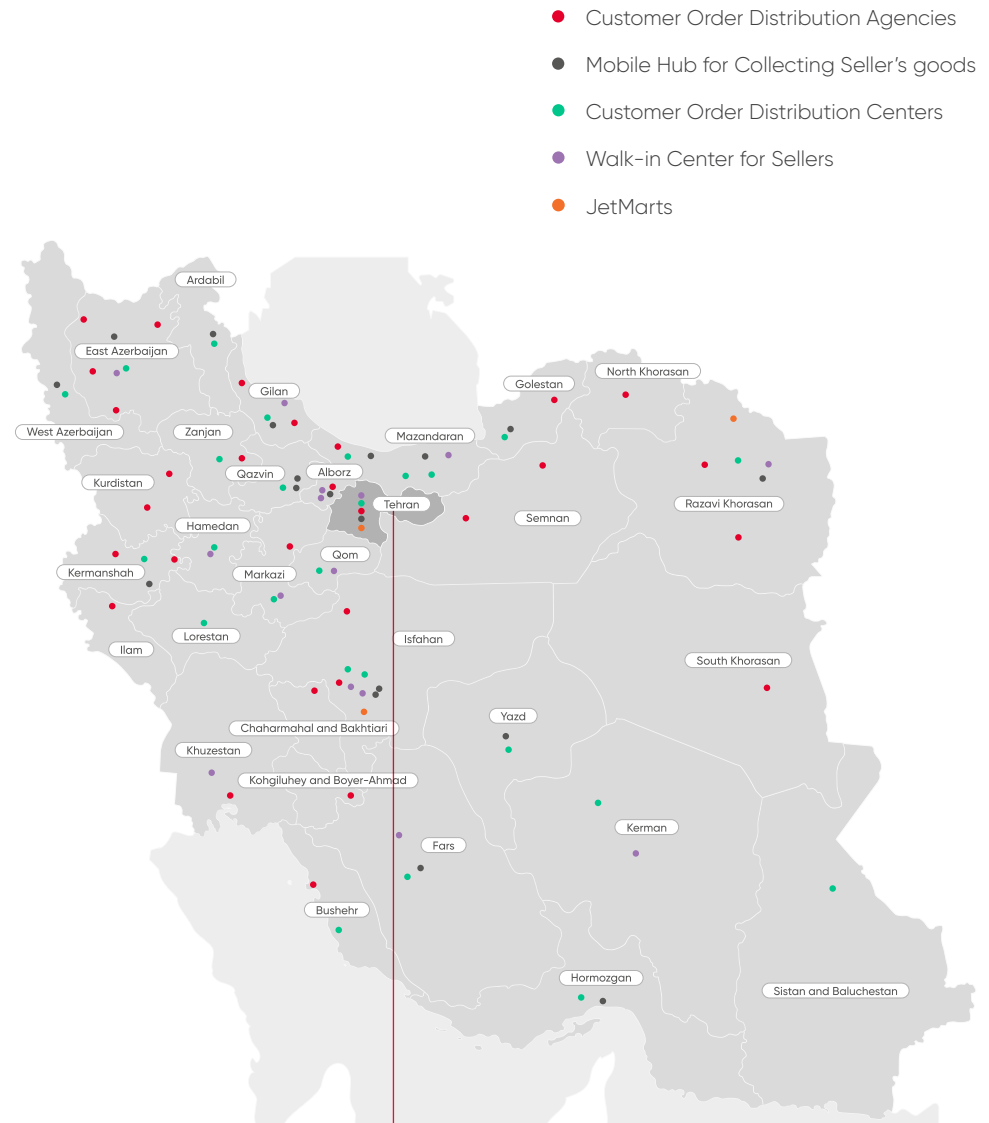 Customer Order Distribution Agencies
Mobile Hub for Collecting Seller’s goods
Customer Order Distribution Centers
Walk-in Center for Sellers
JetMarts
Ardabil
East Azerbaijan
North Khorasan
Golestan
Gilan
West Azerbaijan
Zanjan
Mazandaran
Qazvin
Alborz
Kurdistan
Tehran
Razavi Khorasan
Semnan
Hamedan
Qom
Kermanshah
Markazi
Lorestan
Isfahan
Ilam
South Khorasan
Yazd
Chaharmahal and Bakhtiari
Khuzestan
Kohgiluhey and Boyer-Ahmad
Kerman
Fars
Bushehr
Hormozgan
Sistan and Baluchestan